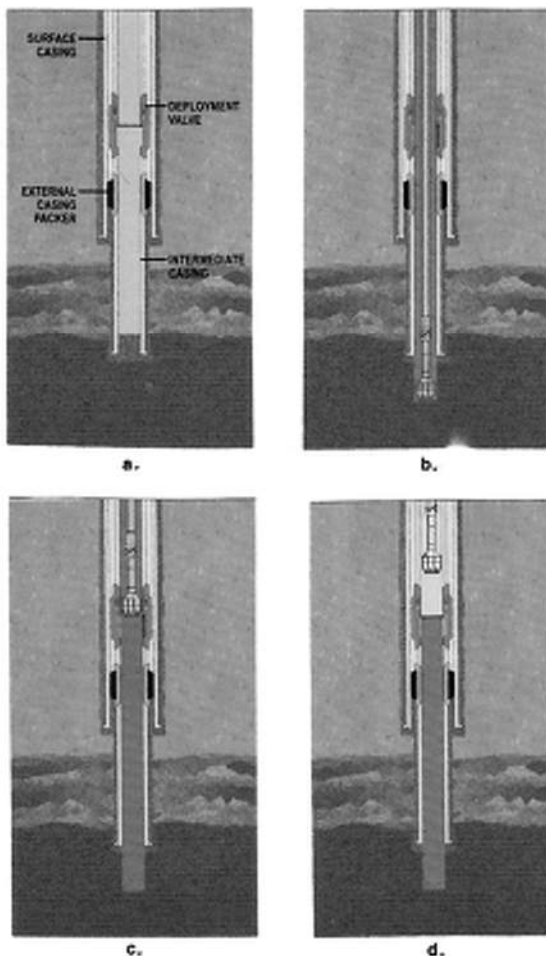 SURFACE
CASING
DEPLOYMENT
VALVE
EXTERNAL
CASING
PACKER
INTERMEDIATE
CASING
a.
b.
c.
d.